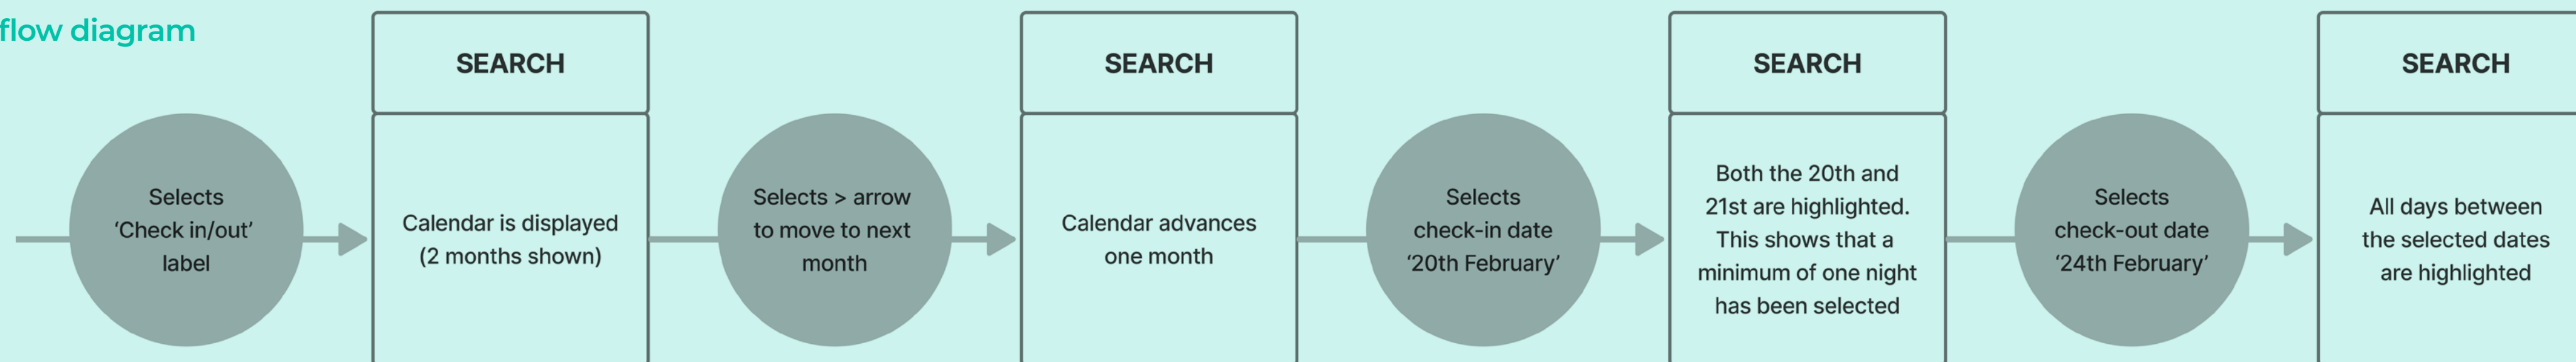 flow diagram
SEARCH
SEARCH
SEARCH
SEARCH
Selects
‘Check in/out’
label
Calendar is displayed
(2 months shown)
Selects > arrow
to move to next
month
Calendar advances
one month
Selects
check-in date
‘20th February’
Both the 20th and
21st are highlighted.
This shows that a
minimum of one night
has been selected
Selects
check-out date
‘24th February’
All days between
the selected dates
are highlighted